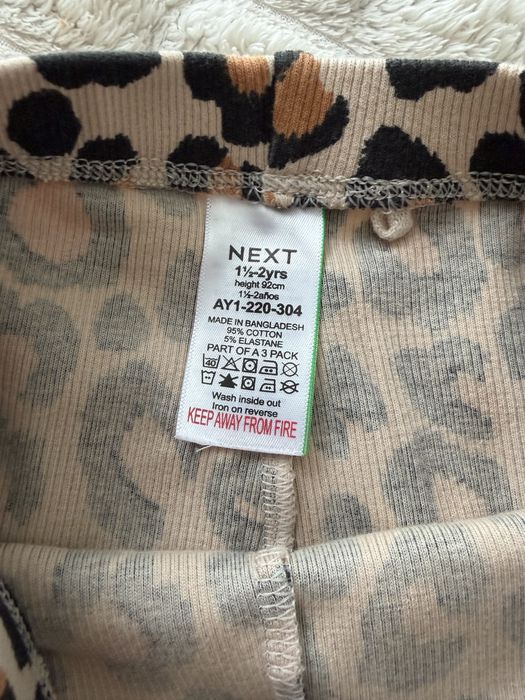 NEXT
1½-2yrs
height 92cm
1½-2años
AY1-220-304
MADE IN BANGLADESH
95% COTTON
5% ELASTANE
PART OF A 3 PACK
40
Wash inside out
Iron on reverse
KEEP AWAY FROM FIRE